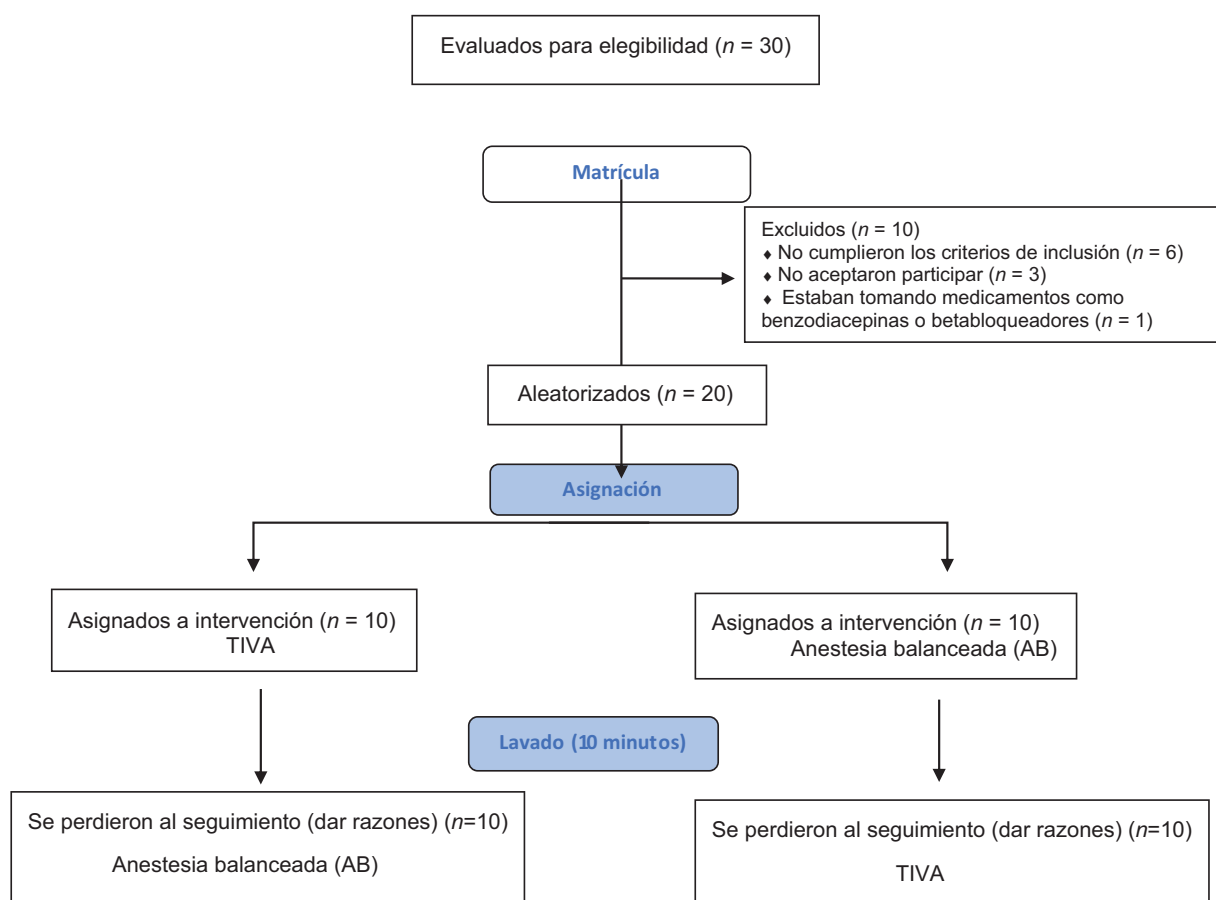 Evaluados para elegibilidad (n = 30)
Matrícula
Excluidos (n = 10)
♦ No cumplieron los criterios de inclusión (n = 6)
♦ No aceptaron participar (n = 3)
♦ Estaban tomando medicamentos como
benzodiacepinas o betabloqueadores (n = 1)
Aleatorizados (n = 20)
Asignación
Asignados a intervención (n = 10)
TIVA
Asignados a intervención (n = 10)
Anestesia balanceada (AB)
Lavado (10 minutos)
Se perdieron al seguimiento (dar razones) (n=10)
Anestesia balanceada (AB)
Se perdieron al seguimiento (dar razones) (n=10)
TIVA